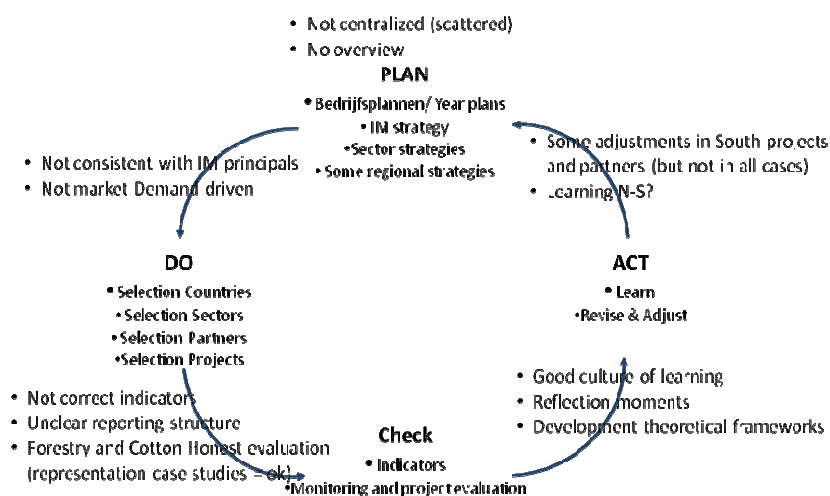 • Not centralized (scattered)
• No overview
PLAN
• Bedrijfsplannen/ Year plans
• IM strategy
•Sector strategies
• Some regional strategies
• Not consistent with IM principals
• Not market Demand driven
• Some adjustments in South projects
and partners (but not in all cases)
• Learning N-S?
DO
• Selection Countries
• Selection Sectors
• Selection Partners
•Selection Projects
ACT
• Learn
•Revise & Adjust
• Not correct indicators
• Unclear reporting structure
• Forestry and Cotton Honest evaluation
(representation case studies – ok)
• Good culture of learning
• Reflection moments
• Development theoretical frameworks
Check
• Indicators
•Monitoring and project evaluation